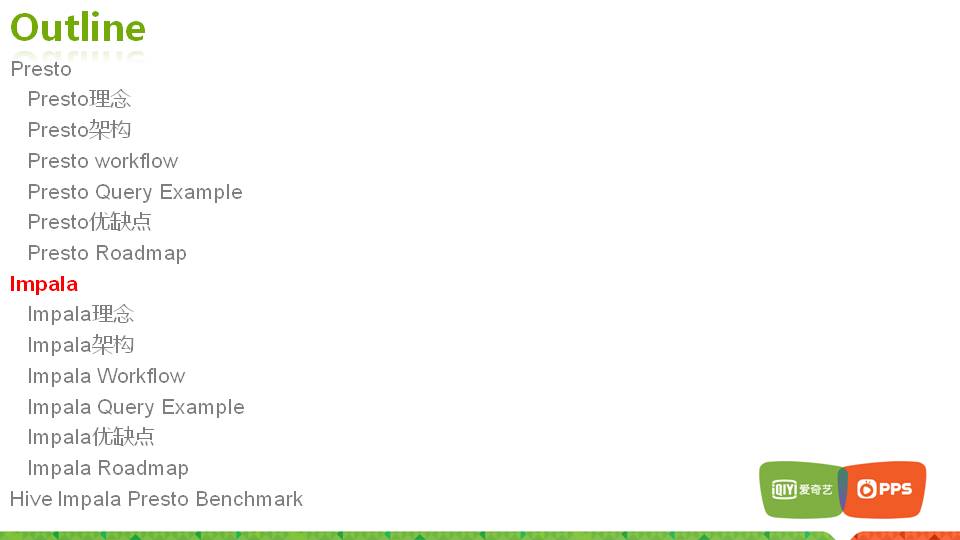 Outline
Presto
Presto理念
Presto架构
Presto workflow
Presto Query Example
Presto优缺点
Presto Roadmap
Impala
Impala理念
Impala架构
Impala Workflow
Impala Query Example
Impala优缺点
Impala Roadmap
Hive Impala Presto Benchmark
iQIYI 爱奇艺
PPS